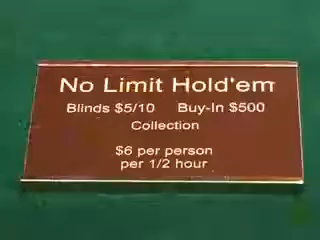 No Limit Hold'em
Blinds $5/10 Buy-In $500
Collection
$6 per person
per 1/2 hour